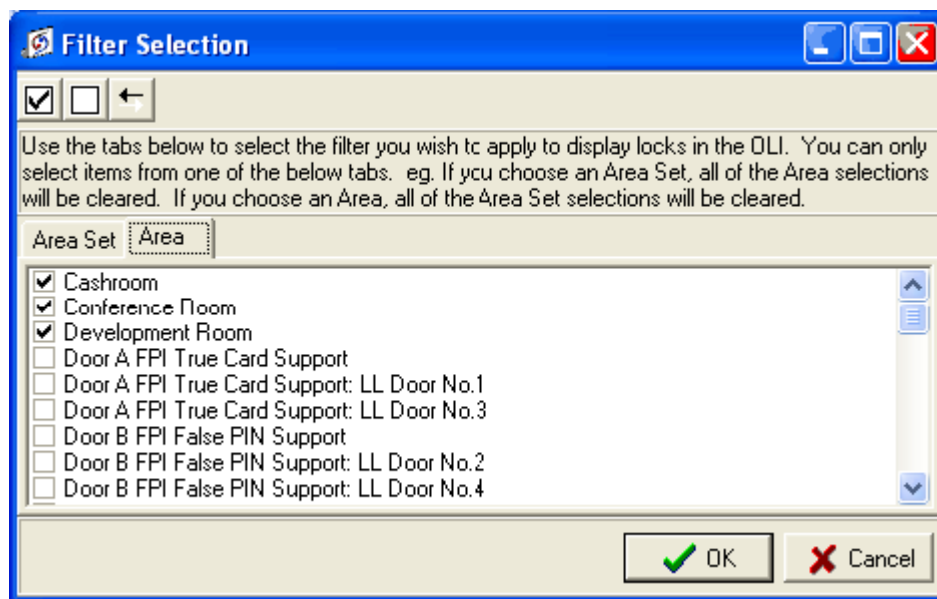 Filter Selection
Use the tabs below to select the filter you wish tc apply to display locks in the OLI. You can only
select items from one of the below tabs. eg. If ycu choose an Area Set, all of the Area selections
will be cleared. If you choose an Area, all of the Area Set selections will be cleared.
Area Set Area
Cashroom
Conference Room
Development Room
Door A FPI True Card Support
Door A FPI True Card Support: LL Door No.1
Door A FPI True Card Support: LL Door No.3
Door B FPI False PIN Support
Door B FPI False PIN Support: LL Door No.2
Door B FPI False PIN Support: LL Door No.4
OK Cancel